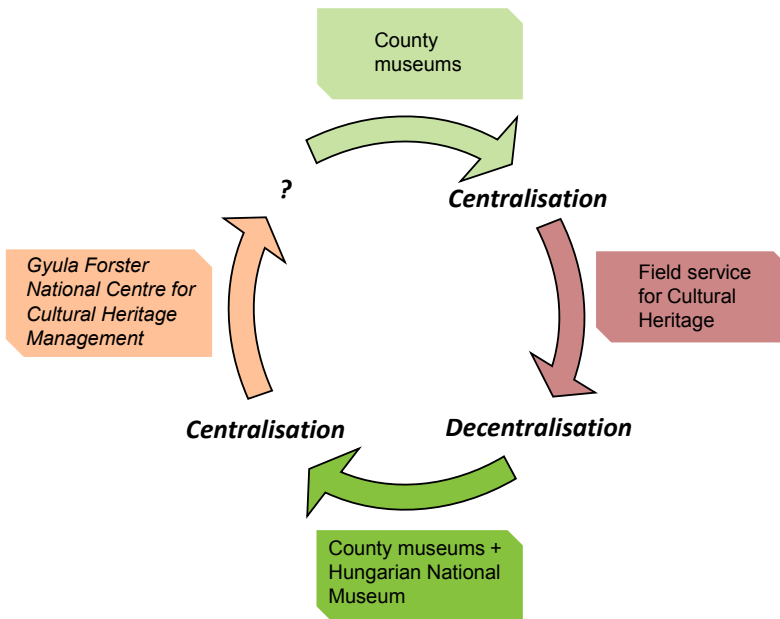 County
museums
?
Centralisation
Gyula Forster
National Centre for
Cultural Heritage
Management
Field service
for Cultural
Heritage
Centralisation
Decentralisation
County museums +
Hungarian National
Museum